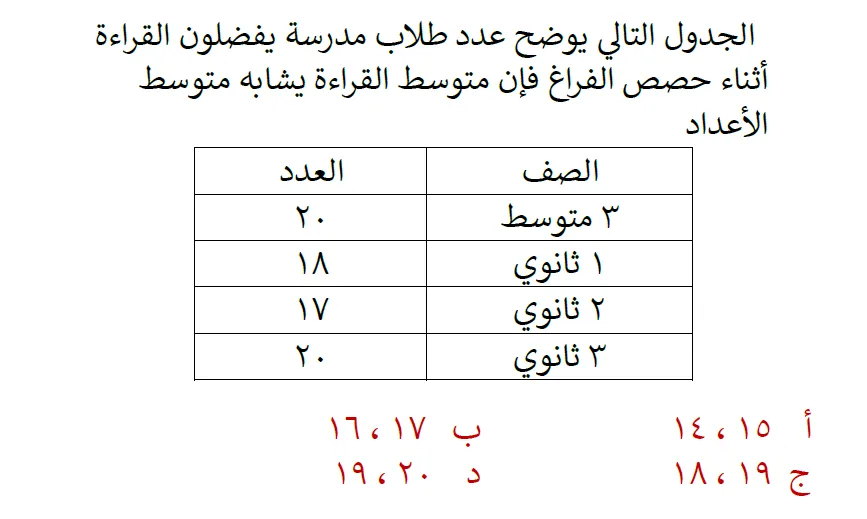 الجدول التالي يوضح عدد طلاب مدرسة يفضلون القراءة
أثناء حصص الفراغ فإن متوسط القراءة يشابه متوسط
الأعداد
الصف العدد
٣ متوسط ٢٠
١ ثانوي ١٨
٢ ثانوي ١٧
٣ ثانوي ٢٠
أ ١٥ ، ١٤ ب ١٧ ، ١٦
ج ١٩ ، ١٨ د ٢٠ ، ١٩